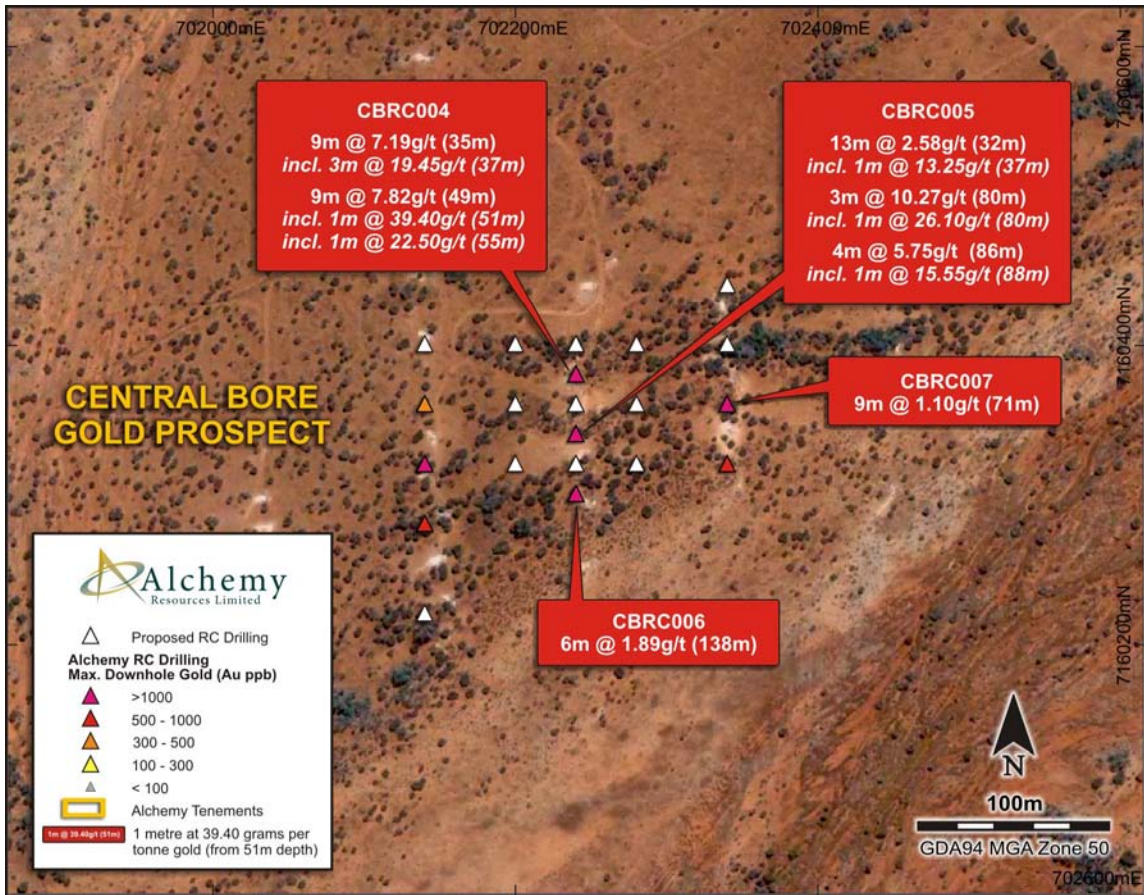 702000mE
702200mE
702400mE
7160600mN
CBRC004
9m @ 7.19g/t (35m)
incl. 3m @ 19.45g/t (37m)
9m @ 7.82g/t (49m)
incl. 1m @ 39.40g/t (51m)
incl. 1m @ 22.50g/t (55m)
CBRC005
13m @ 2.58g/t (32m)
incl. 1m @ 13.25g/t (37m)
3m @ 10.27g/t (80m)
incl. 1m @ 26.10g/t (80m)
4m @ 5.75g/t (86m)
incl. 1m @ 15.55g/t (88m)
7160400mN
CENTRAL BORE
GOLD PROSPECT
CBRC007
9m @ 1.10g/t (71m)
CBRC006
6m @ 1.89g/t (138m)
7160200mN
Alchemy
Resources Limited
Proposed RC Drilling
Alchemy RC Drilling
Max. Downhole Gold (Au ppb)
>1000
500 - 1000
300 - 500
100 - 300
< 100
Alchemy Tenements
1m @ 39.40g/t (51m)
1 metre at 39.40 grams per
tonne gold (from 51m depth)
N
100m
GDA94 MGA Zone 50
702600mE